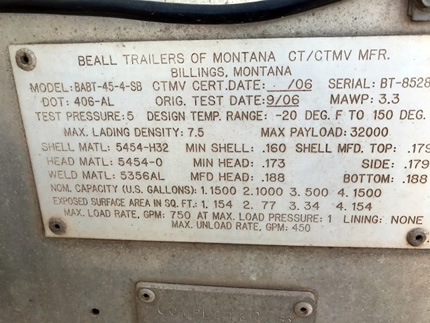 BEALL TRAILERS OF MONTANA CT/CTMV MFR.
BILLINGS, MONTANA
MODEL: BABT-45-4-SB CTMV CERT.DATE: /06 SERIAL: BT-8528
DOT: 406-AL ORIG. TEST DATE: 9/06 MAWP: 3.3
TEST PRESSURE: 5 DESIGN TEMP. RANGE: -20 DEG. F TO 150 DEG.
MAX. LADING DENSITY: 7.5 MAX PAYLOAD: 32000
SHELL MATL: 5454-H32 MIN SHELL: .160 SHELL MFD. TOP: .179
HEAD MATL: 5454-0 MIN HEAD: .173 SIDE: .179
WELD MATL: 5356AL MFD HEAD: .188 BOTTOM: .188
NOM. CAPACITY (U.S. GALLONS): 1. 1500 2. 1000 3. 500 4. 1500
EXPOSED SURFACE AREA IN SQ. FT.: 1. 154 2. 77 3. 34 4. 154
MAX. LOAD RATE, GPM: 750 AT MAX. LOAD PRESSURE: 1 LINING: NONE
MAX. UNLOAD RATE, GPM: 450